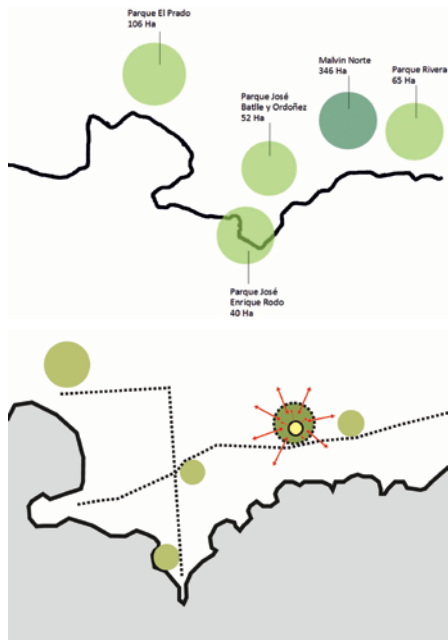 Parque El Prado
106 Ha
Malvin Norte
346 Ha
Parque Rivera
65 Ha
Parque José
Batlle y Ordoñez
52 Ha
Parque José
Enrique Rodo
40 Ha